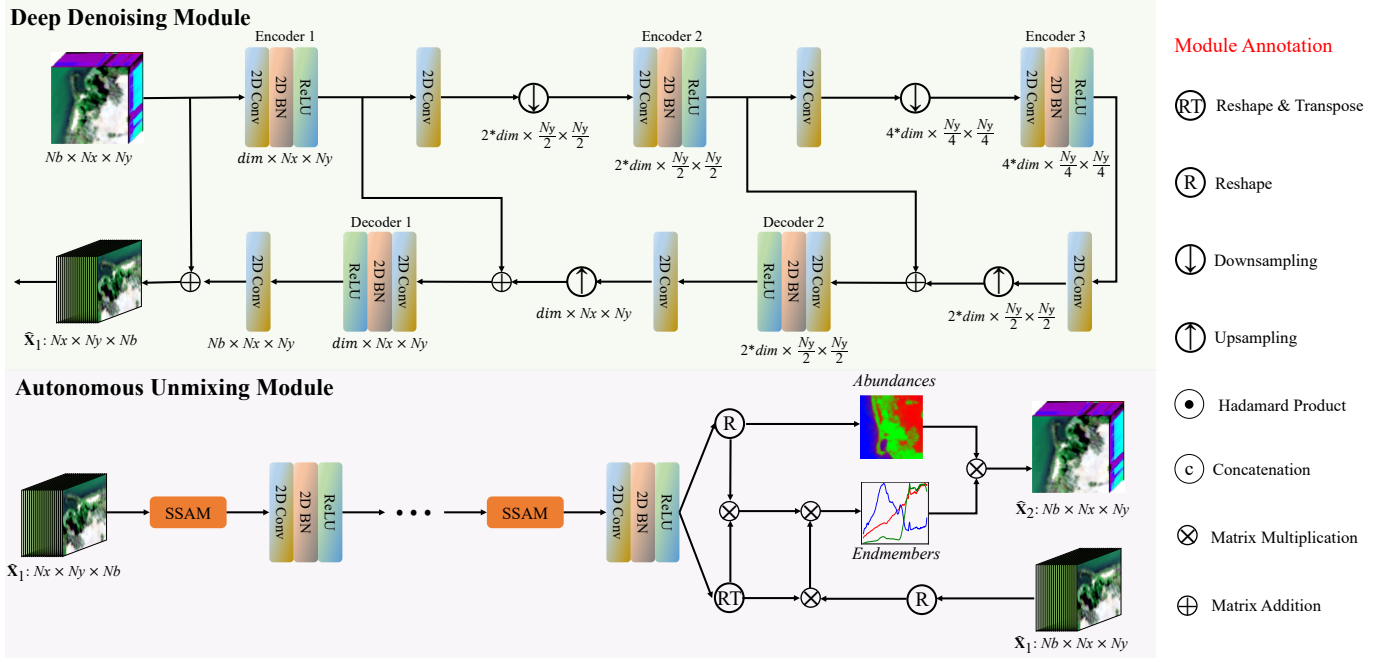 Deep Denoising Module
Encoder 1
Encoder 2
Encoder 3
2D Conv
2D BN
ReLU
2D Conv
2D Conv
2D BN
ReLU
2D Conv
2D Conv
2D BN
ReLU
Nb × Nx × Ny
dim × Nx × Ny
2*dim × Ny/2 × Ny/2
2*dim × Ny/2 × Ny/2
4*dim × Ny/4 × Ny/4
4*dim × Ny/4 × Ny/4
Decoder 1
Decoder 2
2D Conv
ReLU
2D BN
2D Conv
2D Conv
ReLU
2D BN
2D Conv
2D Conv
X̂₁: Nx × Ny × Nb
Nb × Nx × Ny
dim × Nx × Ny
dim × Nx × Ny
2*dim × Ny/2 × Ny/2
2*dim × Ny/2 × Ny/2
Autonomous Unmixing Module
X̂₁: Nx × Ny × Nb
SSAM
2D Conv
2D BN
ReLU
SSAM
2D Conv
2D BN
ReLU
R
RT
Abundances
Endmembers
R
X̂₂: Nb × Nx × Ny
X̂₁: Nb × Nx × Ny
Module Annotation
RT Reshape & Transpose
R Reshape
Downsampling
Upsampling
Hadamard Product
c Concatenation
Matrix Multiplication
Matrix Addition